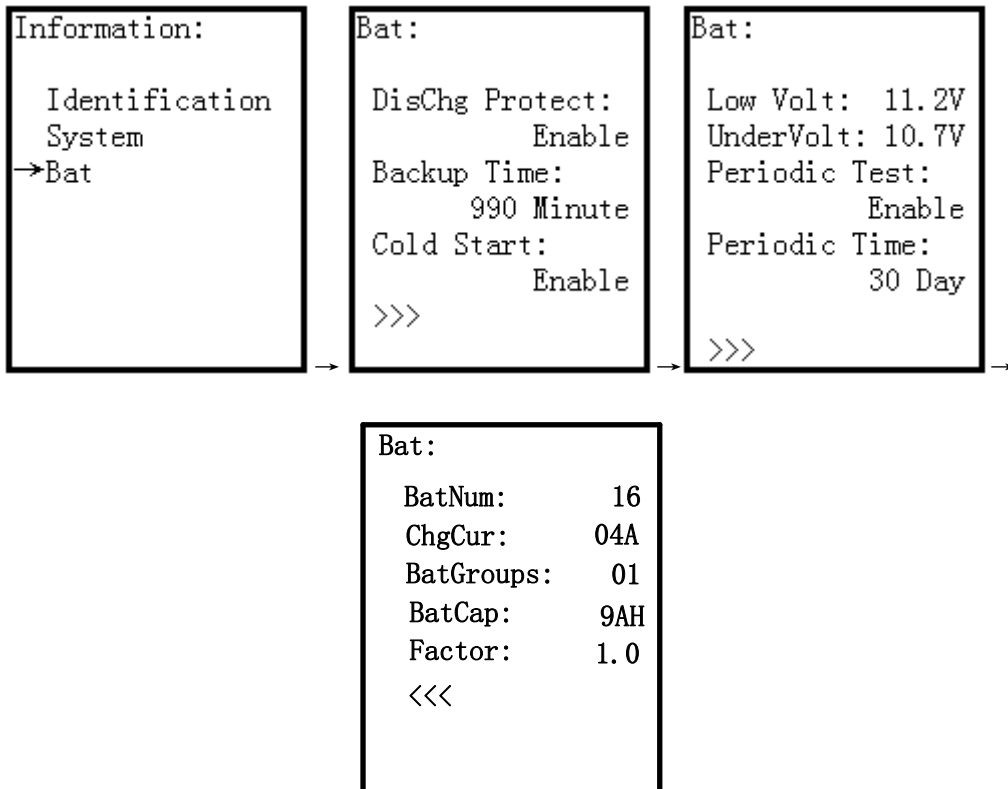 Information:
Identification
System
→Bat
→
Bat:
DisChg Protect:
Enable
Backup Time:
990 Minute
Cold Start:
Enable
>>>
→
Bat:
Low Volt: 11.2V
UnderVolt: 10.7V
Periodic Test:
Enable
Periodic Time:
30 Day
>>>
→
Bat:
BatNum: 16
ChgCur: 04A
BatGroups: 01
BatCap: 9AH
Factor: 1.0
<<<